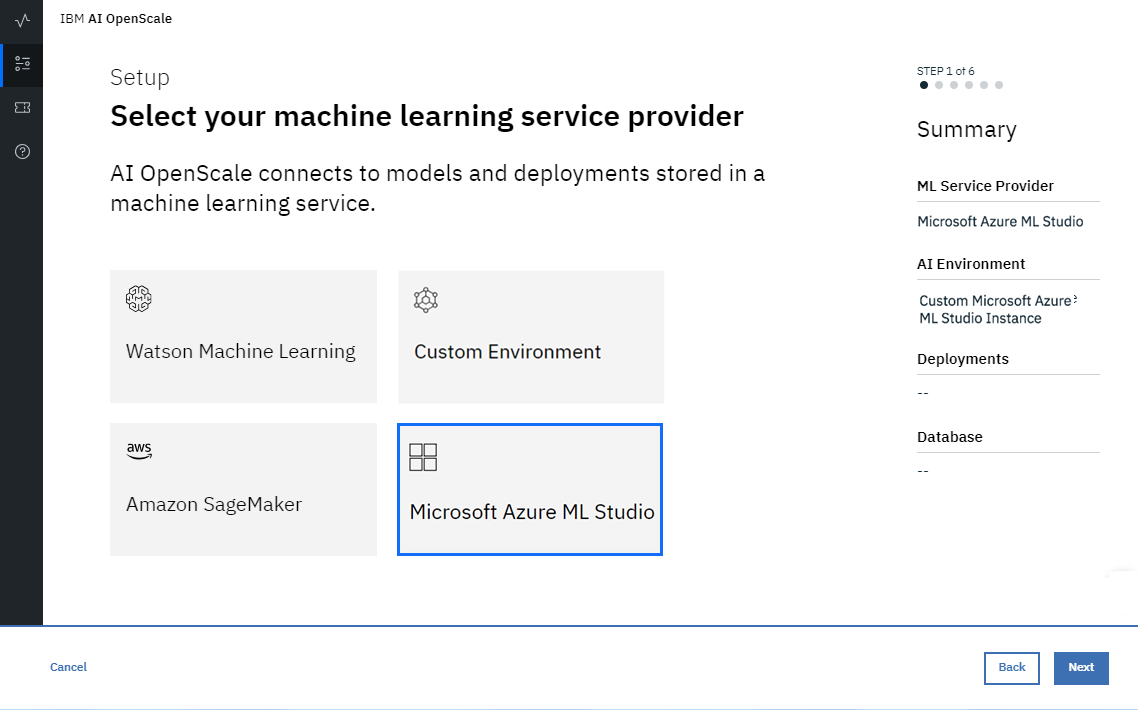 IBM AI OpenScale
Setup
Select your machine learning service provider
AI OpenScale connects to models and deployments stored in a
machine learning service.
Watson Machine Learning
Custom Environment
aws
Amazon SageMaker
Microsoft Azure ML Studio
STEP 1 of 6
Summary
ML Service Provider
Microsoft Azure ML Studio
AI Environment
Custom Microsoft Azure
ML Studio Instance
Deployments
--
Database
--
Cancel
Back
Next